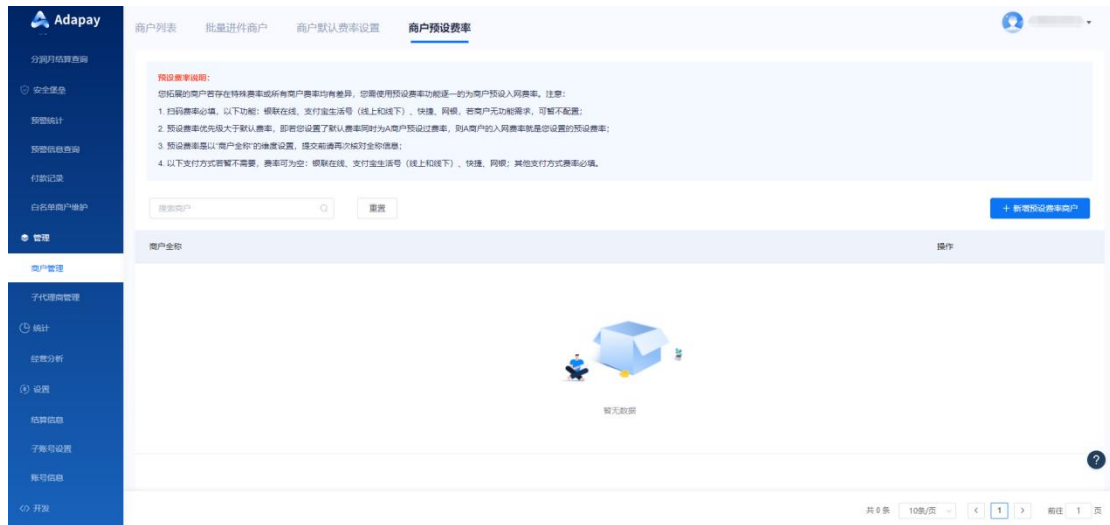 Adapay
商户列表 批量进件商户 商户默认费率设置 商户预设费率
分润月结算查询
安全堡垒
预警统计
预警信息查询
付款记录
白名单商户维护
管理
商户管理
子代理商管理
统计
经营分析
设置
结算信息
子账号设置
账号信息
开发
预设费率说明:
您拓展的商户若存在特殊费率或所有商户费率均有差异，您需使用预设费率功能逐一的为商户预设入网费率。注意:
1. 扫码费率必填，以下功能：银联在线、支付宝生活号（线上和线下）、快捷、网银，若商户无功能需求，可暂不配置;
2. 预设费率优先级大于默认费率，即若您设置了默认费率同时为A商户预设过费率，则A商户的入网费率就是您设置的预设费率;
3. 预设费率是以"商户全称"的维度设置，提交前请再次核对全称信息;
4. 以下支付方式若暂不需要，费率可为空：银联在线、支付宝生活号（线上和线下）、快捷、网银；其他支付方式费率必填。
搜索商户 重置 + 新增预设费率商户
商户全称 操作
暂无数据
?
共 0 条 10条/页 < 1 > 前往 1 页